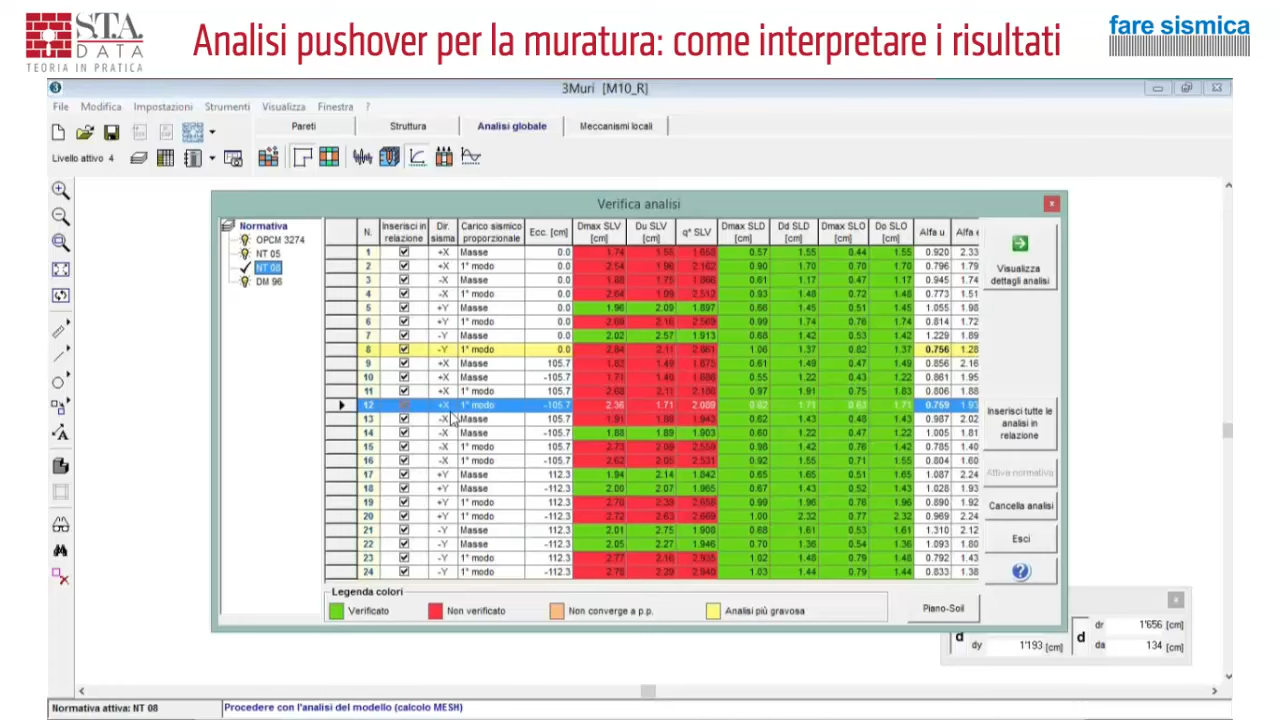 S.T.A.
DATA
TEORIA IN PRATICA
Analisi pushover per la muratura: come interpretare i risultati
fare sismica
3Muri [M10_R]
File Modifica Impostazioni Strumenti Visualizza Finestra ?
Pareti Struttura Analisi globale Meccanismi locali
Livello attivo 4
Verifica analisi
Normativa
OPCM 3274
NT 05
NT 08
DM 96
N. Inserisci in relazione Dir. sisma Carico sismico proporzionale Ecc. [cm] Dmax SLV [cm] Du SLV [cm] q* SLV Dmax SLD [cm] Dd SLD [cm] Dmax SLO [cm] Do SLO [cm] Alfa u Alfa e
1 +X Masse 0.0 1.74 1.55 1.658 0.57 1.55 0.44 1.55 0.920 2.33
2 +X 1° modo 0.0 2.54 1.96 2.162 0.90 1.70 0.70 1.70 0.796 1.79
3 -X Masse 0.0 1.88 1.75 1.866 0.61 1.17 0.47 1.17 0.945 1.74
4 -X 1° modo 0.0 2.64 1.99 2.512 0.93 1.48 0.72 1.48 0.773 1.51
5 +Y Masse 0.0 1.96 2.09 1.897 0.66 1.45 0.51 1.45 1.055 1.98
6 +Y 1° modo 0.0 2.69 2.16 2.569 0.99 1.74 0.76 1.74 0.814 1.72
7 -Y Masse 0.0 2.02 2.57 1.913 0.68 1.42 0.53 1.42 1.229 1.89
8 -Y 1° modo 0.0 2.84 2.11 2.861 1.06 1.37 0.82 1.37 0.756 1.28
9 +X Masse 105.7 1.83 1.49 1.675 0.61 1.49 0.47 1.49 0.856 2.16
10 +X Masse -105.7 1.71 1.40 1.686 0.55 1.22 0.43 1.22 0.861 1.95
11 +X 1° modo 105.7 2.68 2.11 2.186 0.97 1.91 0.75 1.83 0.806 1.88
12 +X 1° modo -105.7 2.36 1.71 2.089 0.82 1.71 0.63 1.71 0.759 1.93
13 -X Masse 105.7 1.91 1.88 1.943 0.62 1.43 0.48 1.43 0.987 2.02
14 -X Masse -105.7 1.88 1.89 1.903 0.60 1.22 0.47 1.22 1.005 1.81
15 -X 1° modo 105.7 2.73 2.09 2.559 0.98 1.42 0.76 1.42 0.785 1.40
16 -X 1° modo -105.7 2.62 2.05 2.531 0.92 1.55 0.71 1.55 0.804 1.60
17 +Y Masse 112.3 1.94 2.14 1.842 0.65 1.65 0.51 1.65 1.087 2.24
18 +Y Masse -112.3 2.00 2.07 1.965 0.67 1.43 0.52 1.43 1.028 1.93
19 +Y 1° modo 112.3 2.70 2.39 2.658 0.99 1.96 0.76 1.96 0.890 1.92
20 +Y 1° modo -112.3 2.72 2.63 2.669 1.00 2.32 0.77 2.32 0.969 2.24
21 -Y Masse 112.3 2.01 2.75 1.908 0.68 1.61 0.53 1.61 1.310 2.12
22 -Y Masse -112.3 2.05 2.27 1.946 0.70 1.36 0.54 1.36 1.093 1.80
23 -Y 1° modo 112.3 2.77 2.16 2.935 1.02 1.48 0.79 1.48 0.792 1.43
24 -Y 1° modo -112.3 2.78 2.29 2.940 1.03 1.44 0.79 1.44 0.833 1.38
Visualizza dettagli analisi
Inserisci tutte le analisi in relazione
Attiva normativa
Cancella analisi
Esci
Legenda colori
Verificato Non verificato Non converge a p.p. Analisi più gravosa
Piano-Soil
d dy 1'193 [cm]
d dr 1'656 [cm]
da 134 [cm]
Normativa attiva: NT 08 Procedere con l'analisi del modello (calcolo MESH)